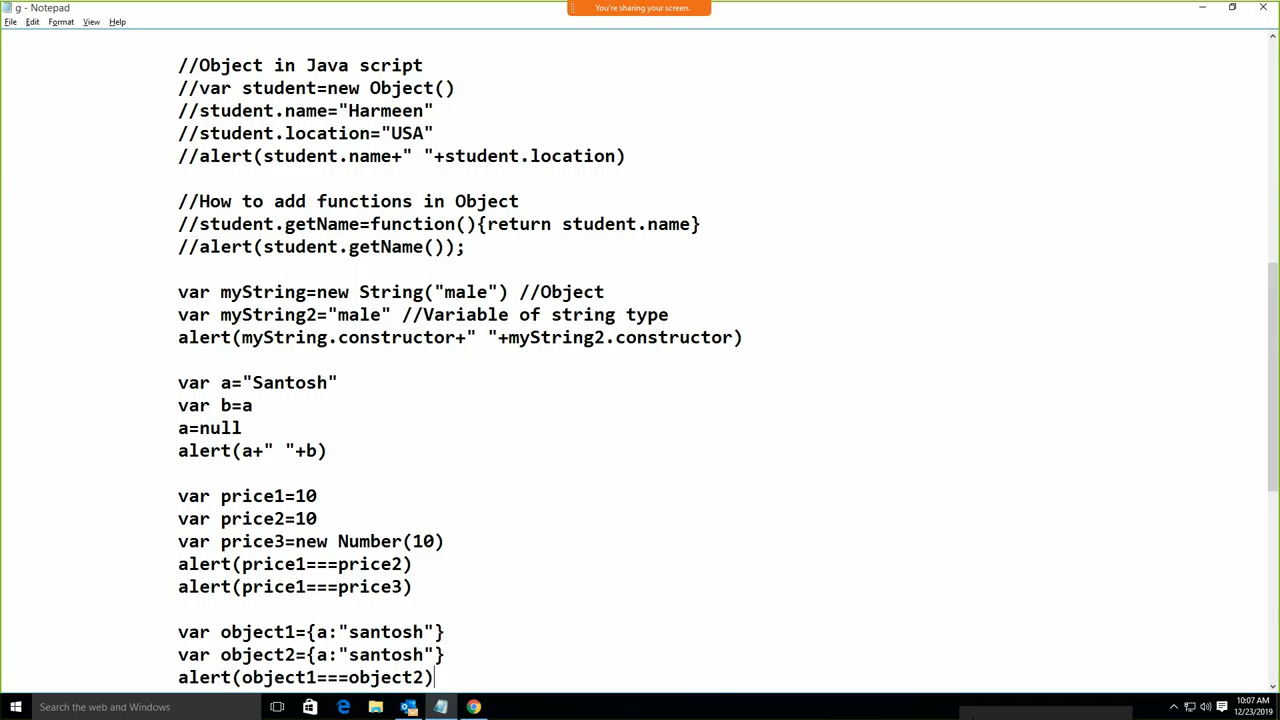 g - Notepad
You're sharing your screen.
File Edit Format View Help
//Object in Java script
//var student=new Object()
//student.name="Harmeen"
//student.location="USA"
//alert(student.name+" "+student.location)
//How to add functions in Object
//student.getName=function(){return student.name}
//alert(student.getName());
var myString=new String("male") //Object
var myString2="male" //Variable of string type
alert(myString.constructor+" "+myString2.constructor)
var a="Santosh"
var b=a
a=null
alert(a+" "+b)
var price1=10
var price2=10
var price3=new Number(10)
alert(price1===price2)
alert(price1===price3)
var object1={a:"santosh"}
var object2={a:"santosh"}
alert(object1===object2)
Search the web and Windows
10:07 AM
12/23/2019